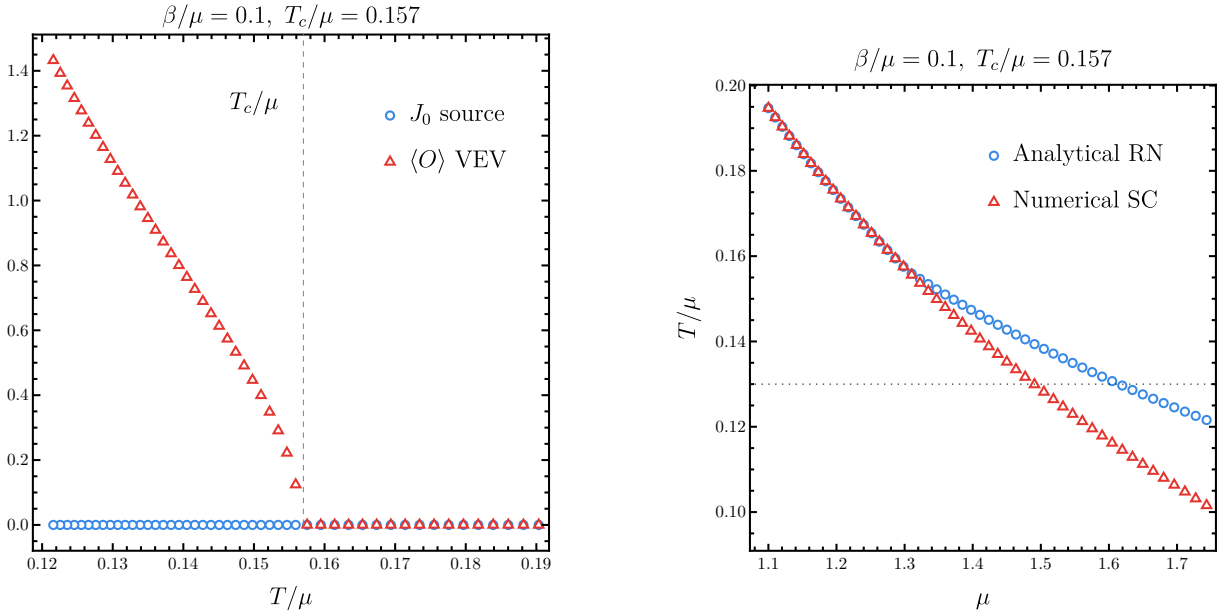 β/μ = 0.1, T_c/μ = 0.157
T_c/μ
J_0 source
⟨O⟩ VEV
1.4
1.2
1.0
0.8
0.6
0.4
0.2
0.0
0.12 0.13 0.14 0.15 0.16 0.17 0.18 0.19
T/μ
β/μ = 0.1, T_c/μ = 0.157
Analytical RN
Numerical SC
0.20
0.18
0.16
0.14
0.12
0.10
T/μ
1.1 1.2 1.3 1.4 1.5 1.6 1.7
μ